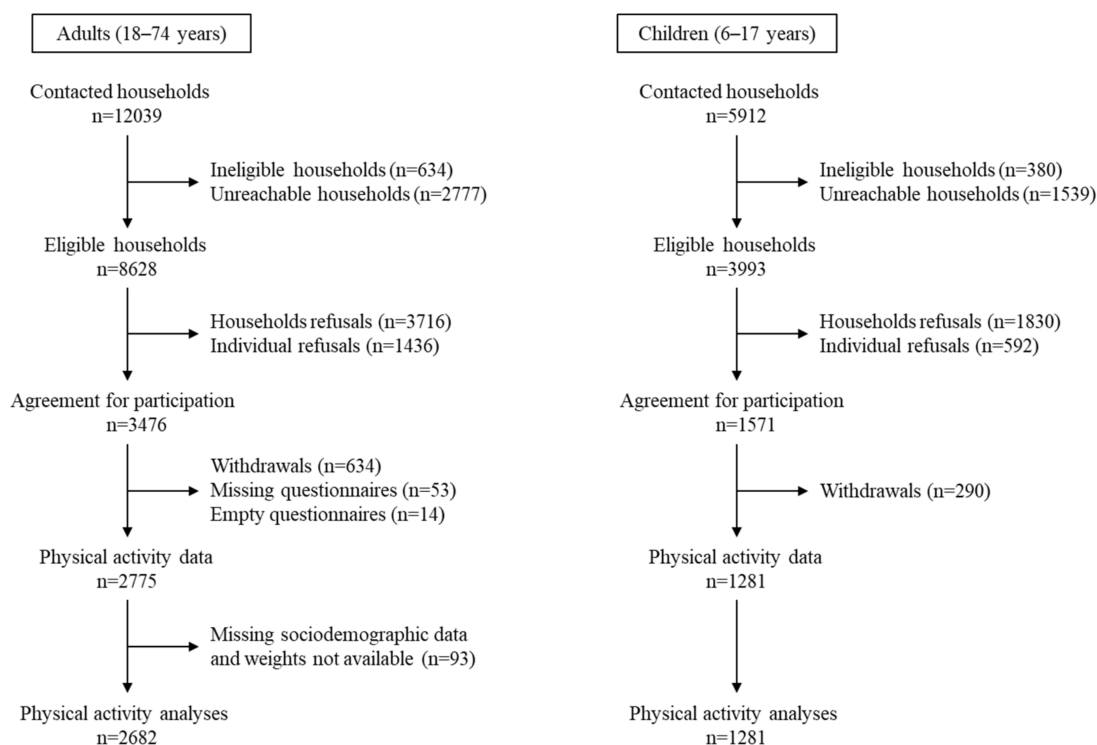 Adults (18–74 years)
Contacted households
n=12039
Ineligible households (n=634)
Unreachable households (n=2777)
Eligible households
n=8628
Households refusals (n=3716)
Individual refusals (n=1436)
Agreement for participation
n=3476
Withdrawals (n=634)
Missing questionnaires (n=53)
Empty questionnaires (n=14)
Physical activity data
n=2775
Missing sociodemographic data
and weights not available (n=93)
Physical activity analyses
n=2682
Children (6–17 years)
Contacted households
n=5912
Ineligible households (n=380)
Unreachable households (n=1539)
Eligible households
n=3993
Households refusals (n=1830)
Individual refusals (n=592)
Agreement for participation
n=1571
Withdrawals (n=290)
Physical activity data
n=1281
Physical activity analyses
n=1281